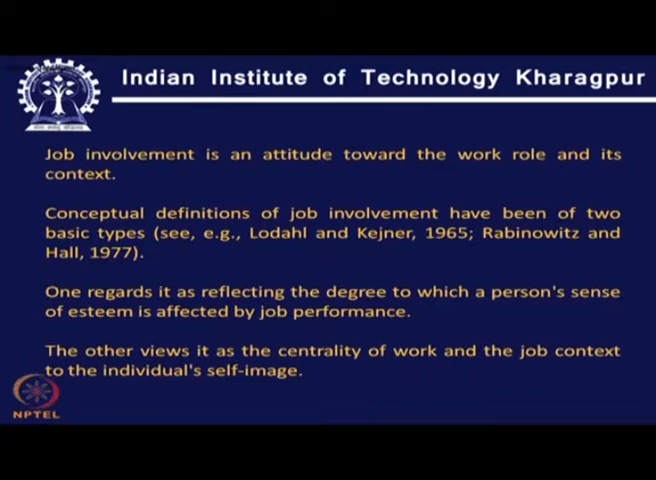 Indian Institute of Technology Kharagpur
Job involvement is an attitude toward the work role and its
context.
Conceptual definitions of job involvement have been of two
basic types (see, e.g., Lodahl and Kejner, 1965; Rabinowitz and
Hall, 1977).
One regards it as reflecting the degree to which a person's sense
of esteem is affected by job performance.
The other views it as the centrality of work and the job context
to the individual's self-image.
NPTEL